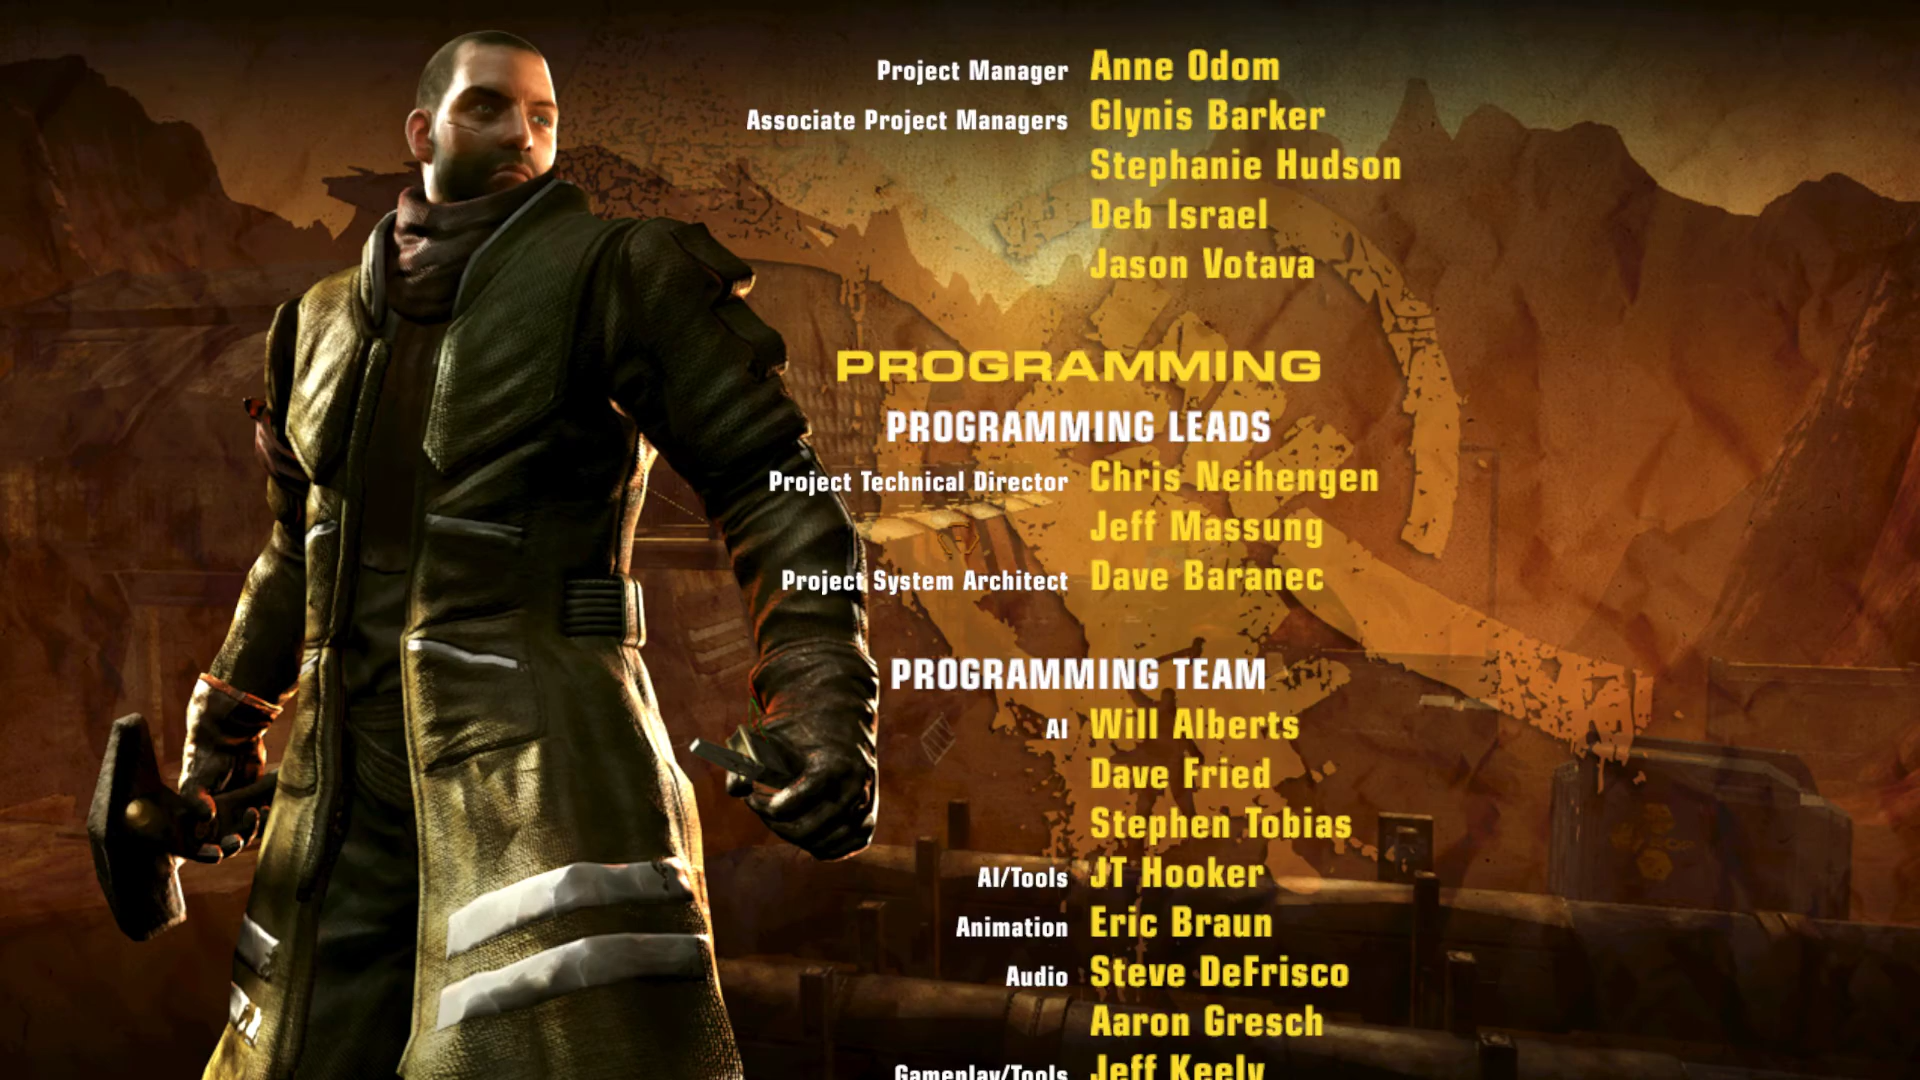 Project Manager Anne Odom
Associate Project Managers Glynis Barker
Stephanie Hudson
Deb Israel
Jason Votava
PROGRAMMING
PROGRAMMING LEADS
Project Technical Director Chris Neihengen
Jeff Massung
Project System Architect Dave Baranec
PROGRAMMING TEAM
AI Will Alberts
Dave Fried
Stephen Tobias
AI/Tools JT Hooker
Animation Eric Braun
Audio Steve DeFrisco
Aaron Gresch
Gameplay/Tools Jeff Keely